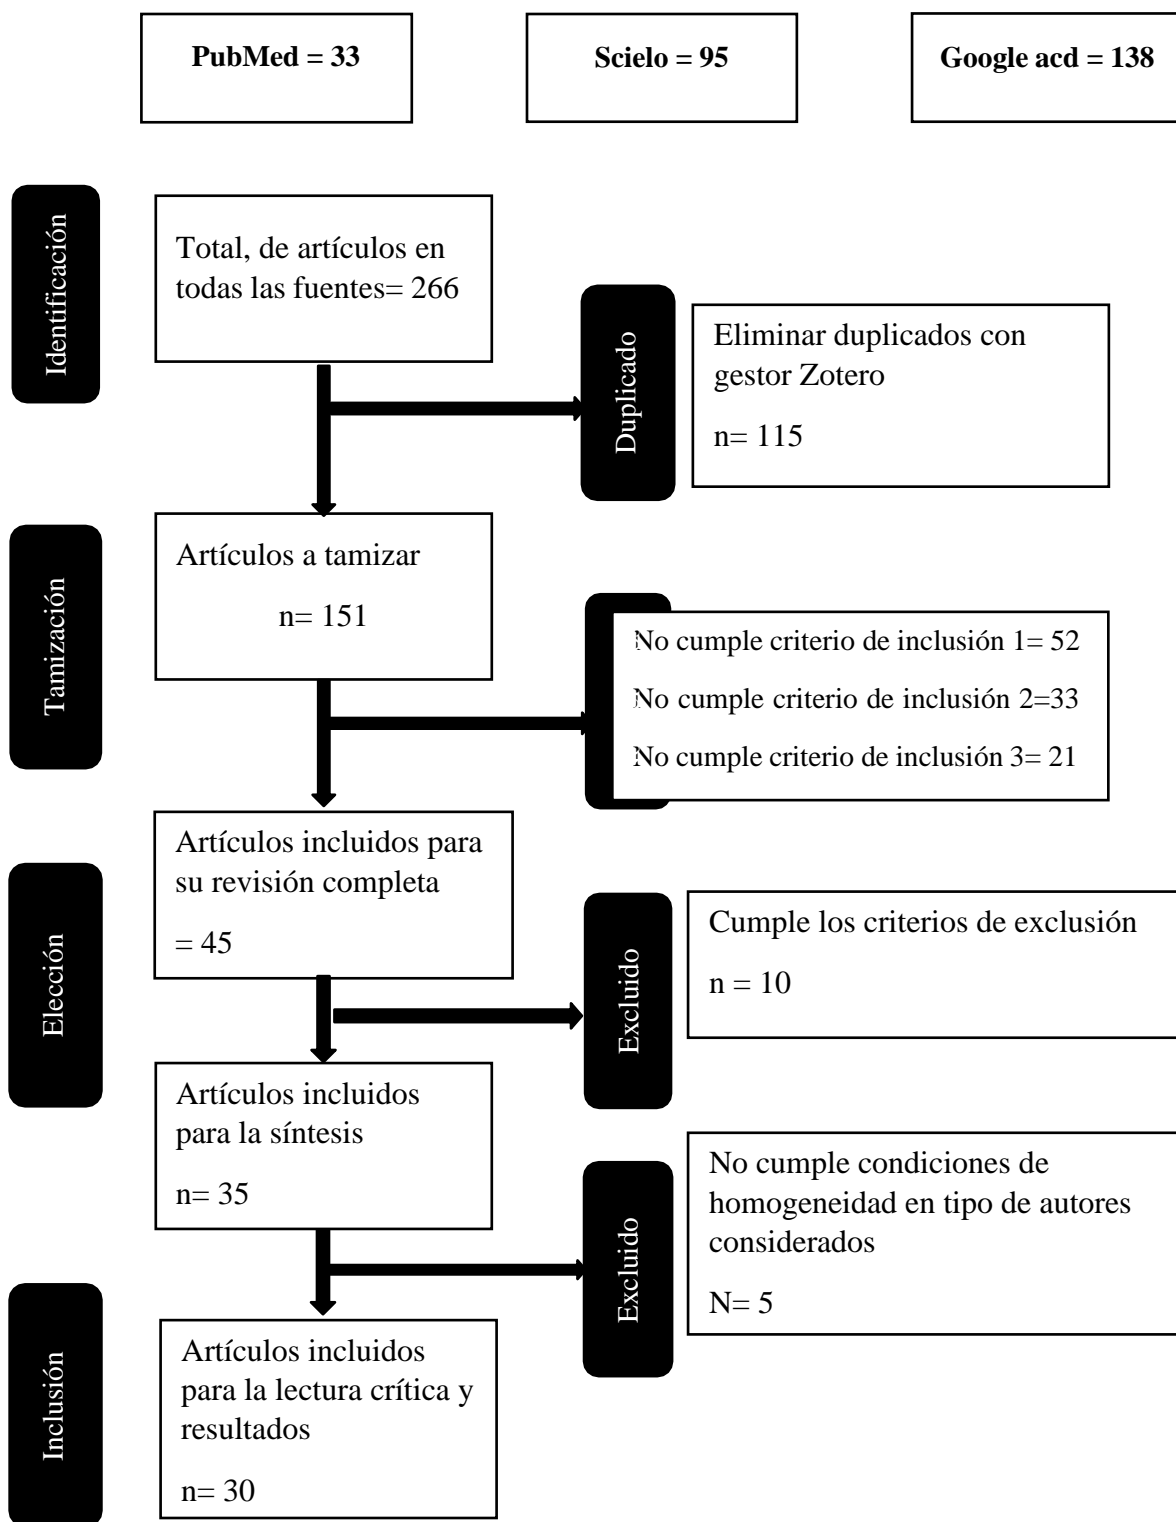 PubMed = 33
Scielo = 95
Google acd = 138
Identificación
Total, de artículos en
todas las fuentes= 266
Duplicado
Eliminar duplicados con
gestor Zotero
n= 115
Tamización
Artículos a tamizar
n= 151
No cumple criterio de inclusión 1= 52
No cumple criterio de inclusión 2=33
No cumple criterio de inclusión 3= 21
Elección
Artículos incluidos para
su revisión completa
= 45
Excluido
Cumple los criterios de exclusión
n = 10
Artículos incluidos
para la síntesis
n= 35
Excluido
No cumple condiciones de
homogeneidad en tipo de autores
considerados
N= 5
Inclusión
Artículos incluidos
para la lectura crítica y
resultados
n= 30